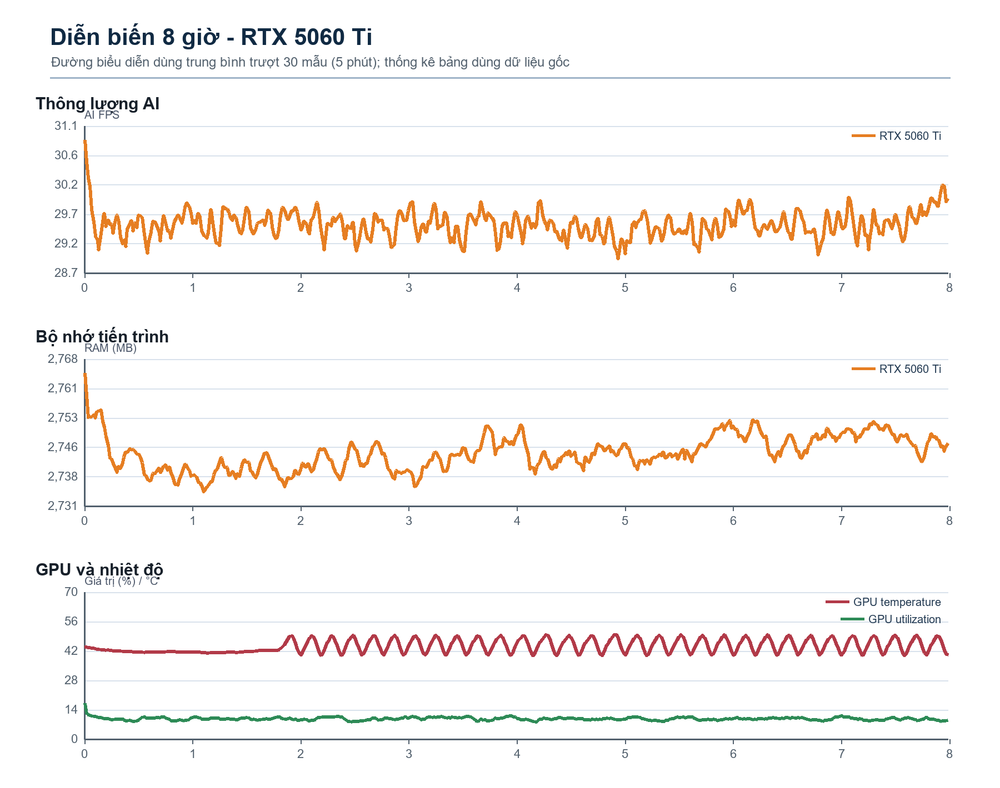 Diễn biến 8 giờ - RTX 5060 Ti
Đường biểu diễn dùng trung bình trượt 30 mẫu (5 phút); thống kê bảng dùng dữ liệu gốc
Thông lượng AI
AI FPS
31.1
RTX 5060 Ti
30.6
30.2
29.7
29.2
28.7
0 1 2 3 4 5 6 7 8
Bộ nhớ tiến trình
RAM (MB)
2,768
RTX 5060 Ti
2,761
2,753
2,746
2,738
2,731
0 1 2 3 4 5 6 7 8
GPU và nhiệt độ
Giá trị (%) / °C
70
GPU temperature
56
GPU utilization
42
28
14
0
0 1 2 3 4 5 6 7 8